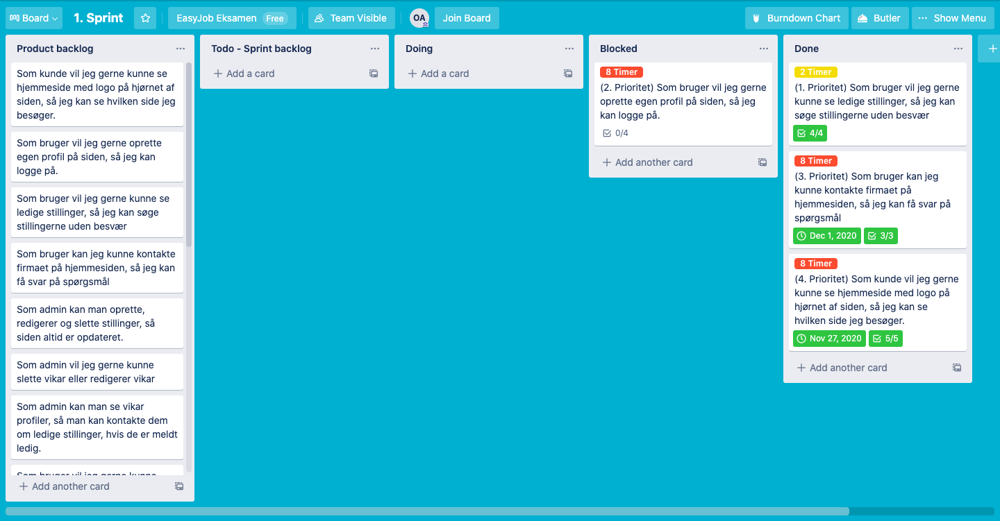 Board
1. Sprint
EasyJob Eksamen Free
Team Visible
OA
Join Board
Burndown Chart
Butler
Show Menu
Product backlog
Som kunde vil jeg gerne kunne se
hjemmeside med logo på hjørnet af
siden, så jeg kan se hvilken side jeg
besøger.
Som bruger vil jeg gerne oprette
egen profil på siden, så jeg kan
logge på.
Som bruger vil jeg gerne kunne se
ledige stillinger, så jeg kan søge
stillingerne uden besvær
Som bruger kan jeg kunne kontakte
firmaet på hjemmesiden, så jeg kan
få svar på spørgsmål
Som admin kan man oprette,
redigerer og slette stillinger, så
siden altid er opdateret.
Som admin vil jeg gerne kunne
slette vikar eller redigerer vikar
Som admin kan man se vikar
profiler, så man kan kontakte dem
om ledige stillinger, hvis de er meldt
ledig.
Som bruger vil jeg gerne kunne
Add another card
Todo - Sprint backlog
Add a card
Doing
Add a card
Blocked
8 Timer
(2. Prioritet) Som bruger vil jeg gerne
oprette egen profil på siden, så jeg
kan logge på.
0/4
Add another card
Done
2 Timer
(1. Prioritet) Som bruger vil jeg gerne
kunne se ledige stillinger, så jeg kan
søge stillingerne uden besvær
4/4
8 Timer
(3. Prioritet) Som bruger kan jeg
kunne kontakte firmaet på
hjemmesiden, så jeg kan få svar på
spørgsmål
Dec 1, 2020 3/3
8 Timer
(4. Prioritet) Som kunde vil jeg gerne
kunne se hjemmeside med logo på
hjørnet af siden, så jeg kan se
hvilken side jeg besøger.
Nov 27, 2020 5/5
Add another card